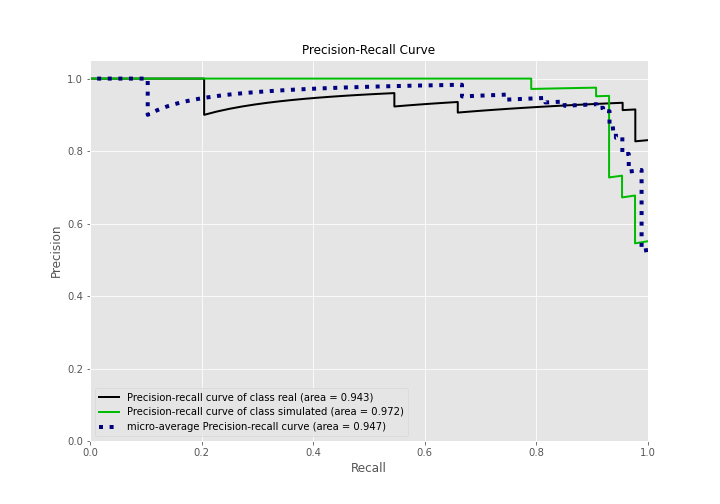 Precision-Recall Curve
1.0
0.8
0.6
0.4
0.2
0.0
Precision
Precision-recall curve of class real (area = 0.943)
Precision-recall curve of class simulated (area = 0.972)
micro-average Precision-recall curve (area = 0.947)
0.0 0.2 0.4 0.6 0.8 1.0
Recall